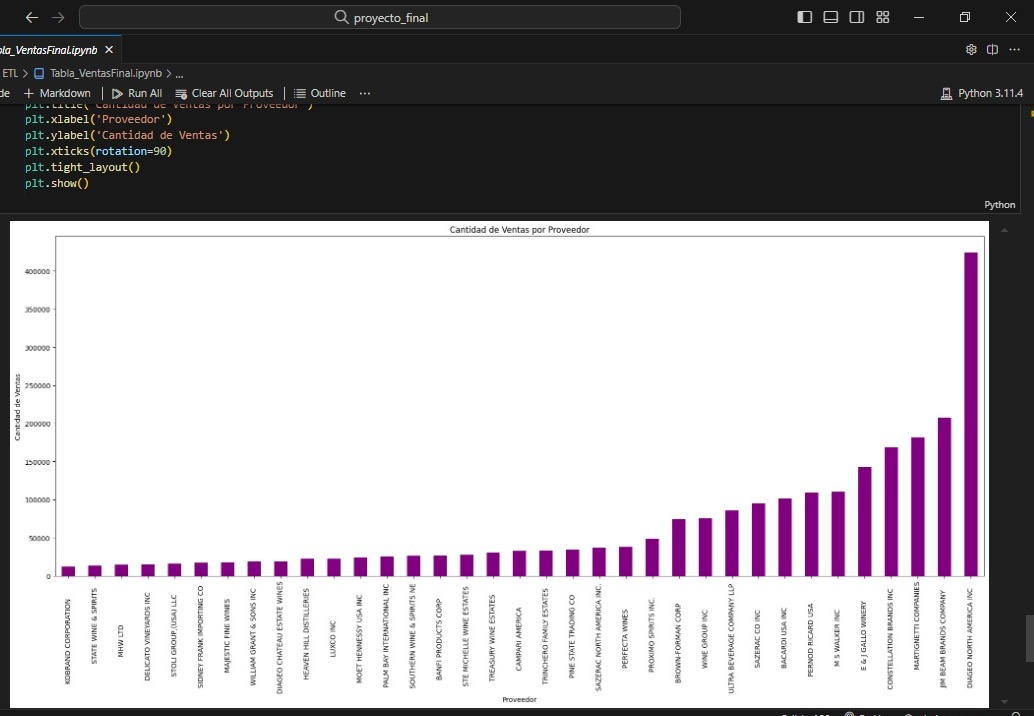 proyecto_final
bla_VentasFinal.ipynb
ETL > Tabla_VentasFinal.ipynb > ...
de + Markdown Run All Clear All Outputs Outline ... Python 3.11.4
plt.title('Cantidad de Ventas por Proveedor')
plt.xlabel('Proveedor')
plt.ylabel('Cantidad de Ventas')
plt.xticks(rotation=90)
plt.tight_layout()
plt.show()
Python
Cantidad de Ventas por Proveedor
Cantidad de Ventas
400000
350000
300000
250000
200000
150000
100000
50000
0
KOBRAND CORPORATION
STATE WINE & SPIRITS
MHW LTD
DELICATO VINEYARDS INC
STOLI GROUP,(USA) LLC
SIDNEY FRANK IMPORTING CO
MAJESTIC FINE WINES
WILLIAM GRANT & SONS INC
DIAGEO CHATEAU ESTATE WINES
HEAVEN HILL DISTILLERIES
LUXCO INC
MOET HENNESSY USA INC
PALM BAY INTERNATIONAL INC
SOUTHERN WINE & SPIRITS NE
BANFI PRODUCTS CORP
STE MICHELLE WINE ESTATES
TREASURY WINE ESTATES
CAMPARI AMERICA
TRINCHERO FAMILY ESTATES
PINE STATE TRADING CO
SAZERAC NORTH AMERICA INC.
PERFECTA WINES
PROXIMO SPIRITS INC.
BROWN-FORMAN CORP
WINE GROUP INC
ULTRA BEVERAGE COMPANY LLP
SAZERAC CO INC
BACARDI USA INC
PERNOD RICARD USA
M S WALKER INC
E & J GALLO WINERY
CONSTELLATION BRANDS INC
MARTIGNETTI COMPANIES
JIM BEAM BRANDS COMPANY
DIAGEO NORTH AMERICA INC
Proveedor